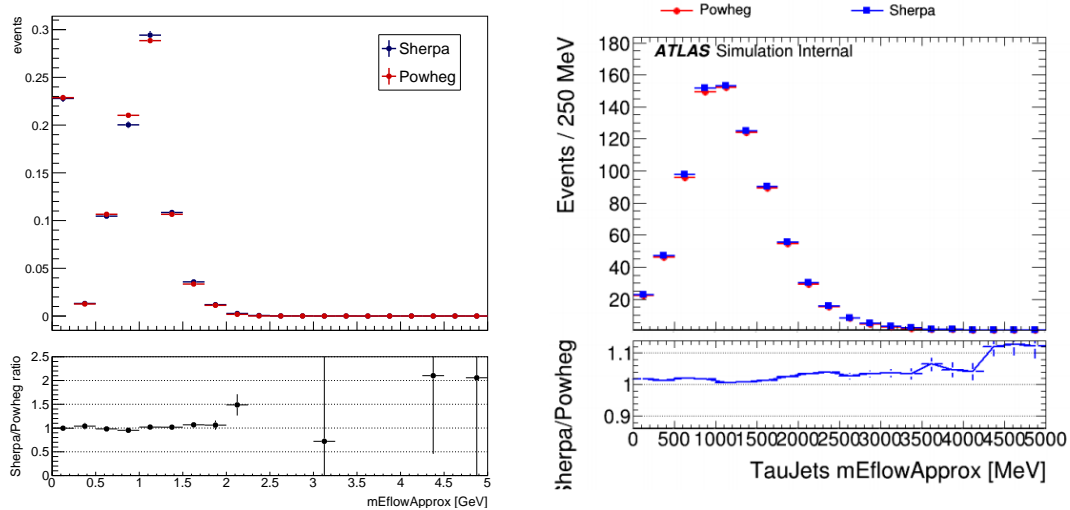 events
0.3
0.25
0.2
0.15
0.1
0.05
0
Sherpa
Powheg
Sherpa/Powheg ratio
2.5
2
1.5
1
0.5
0
0 0.5 1 1.5 2 2.5 3 3.5 4 4.5 5
mEflowApprox [GeV]
Powheg Sherpa
ATLAS Simulation Internal
Events / 250 MeV
180
160
140
120
100
80
60
40
20
Sherpa/Powheg
1.1
1
0.9
0 500 1000 1500 2000 2500 3000 3500 4000 4500 5000
TauJets mEflowApprox [MeV]